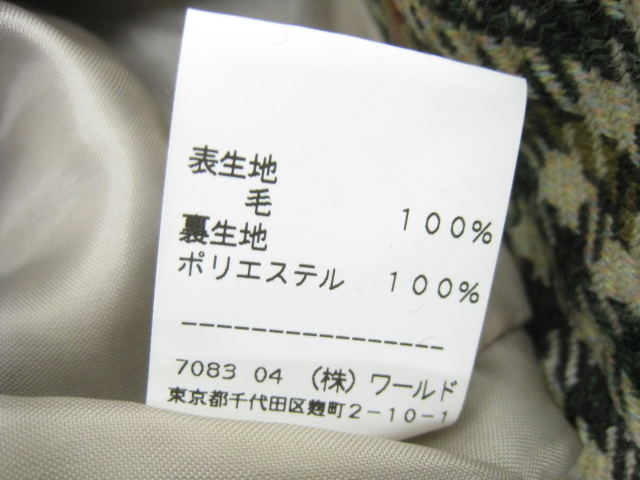 表生地
毛 100%
裏生地
ポリエステル 100%
----------------
7083 04 (株)ワールド
東京都千代田区麹町2-10-1